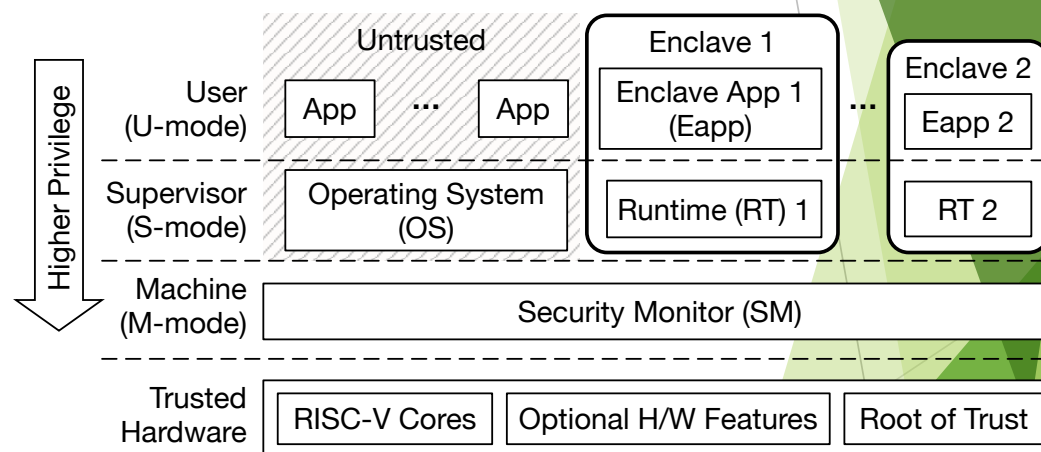 Higher Privilege
Untrusted
Enclave 1
Enclave 2
User
(U-mode)
App
...
App
Enclave App 1
(Eapp)
...
Eapp 2
Supervisor
(S-mode)
Operating System
(OS)
Runtime (RT) 1
RT 2
Machine
(M-mode)
Security Monitor (SM)
Trusted
Hardware
RISC-V Cores
Optional H/W Features
Root of Trust